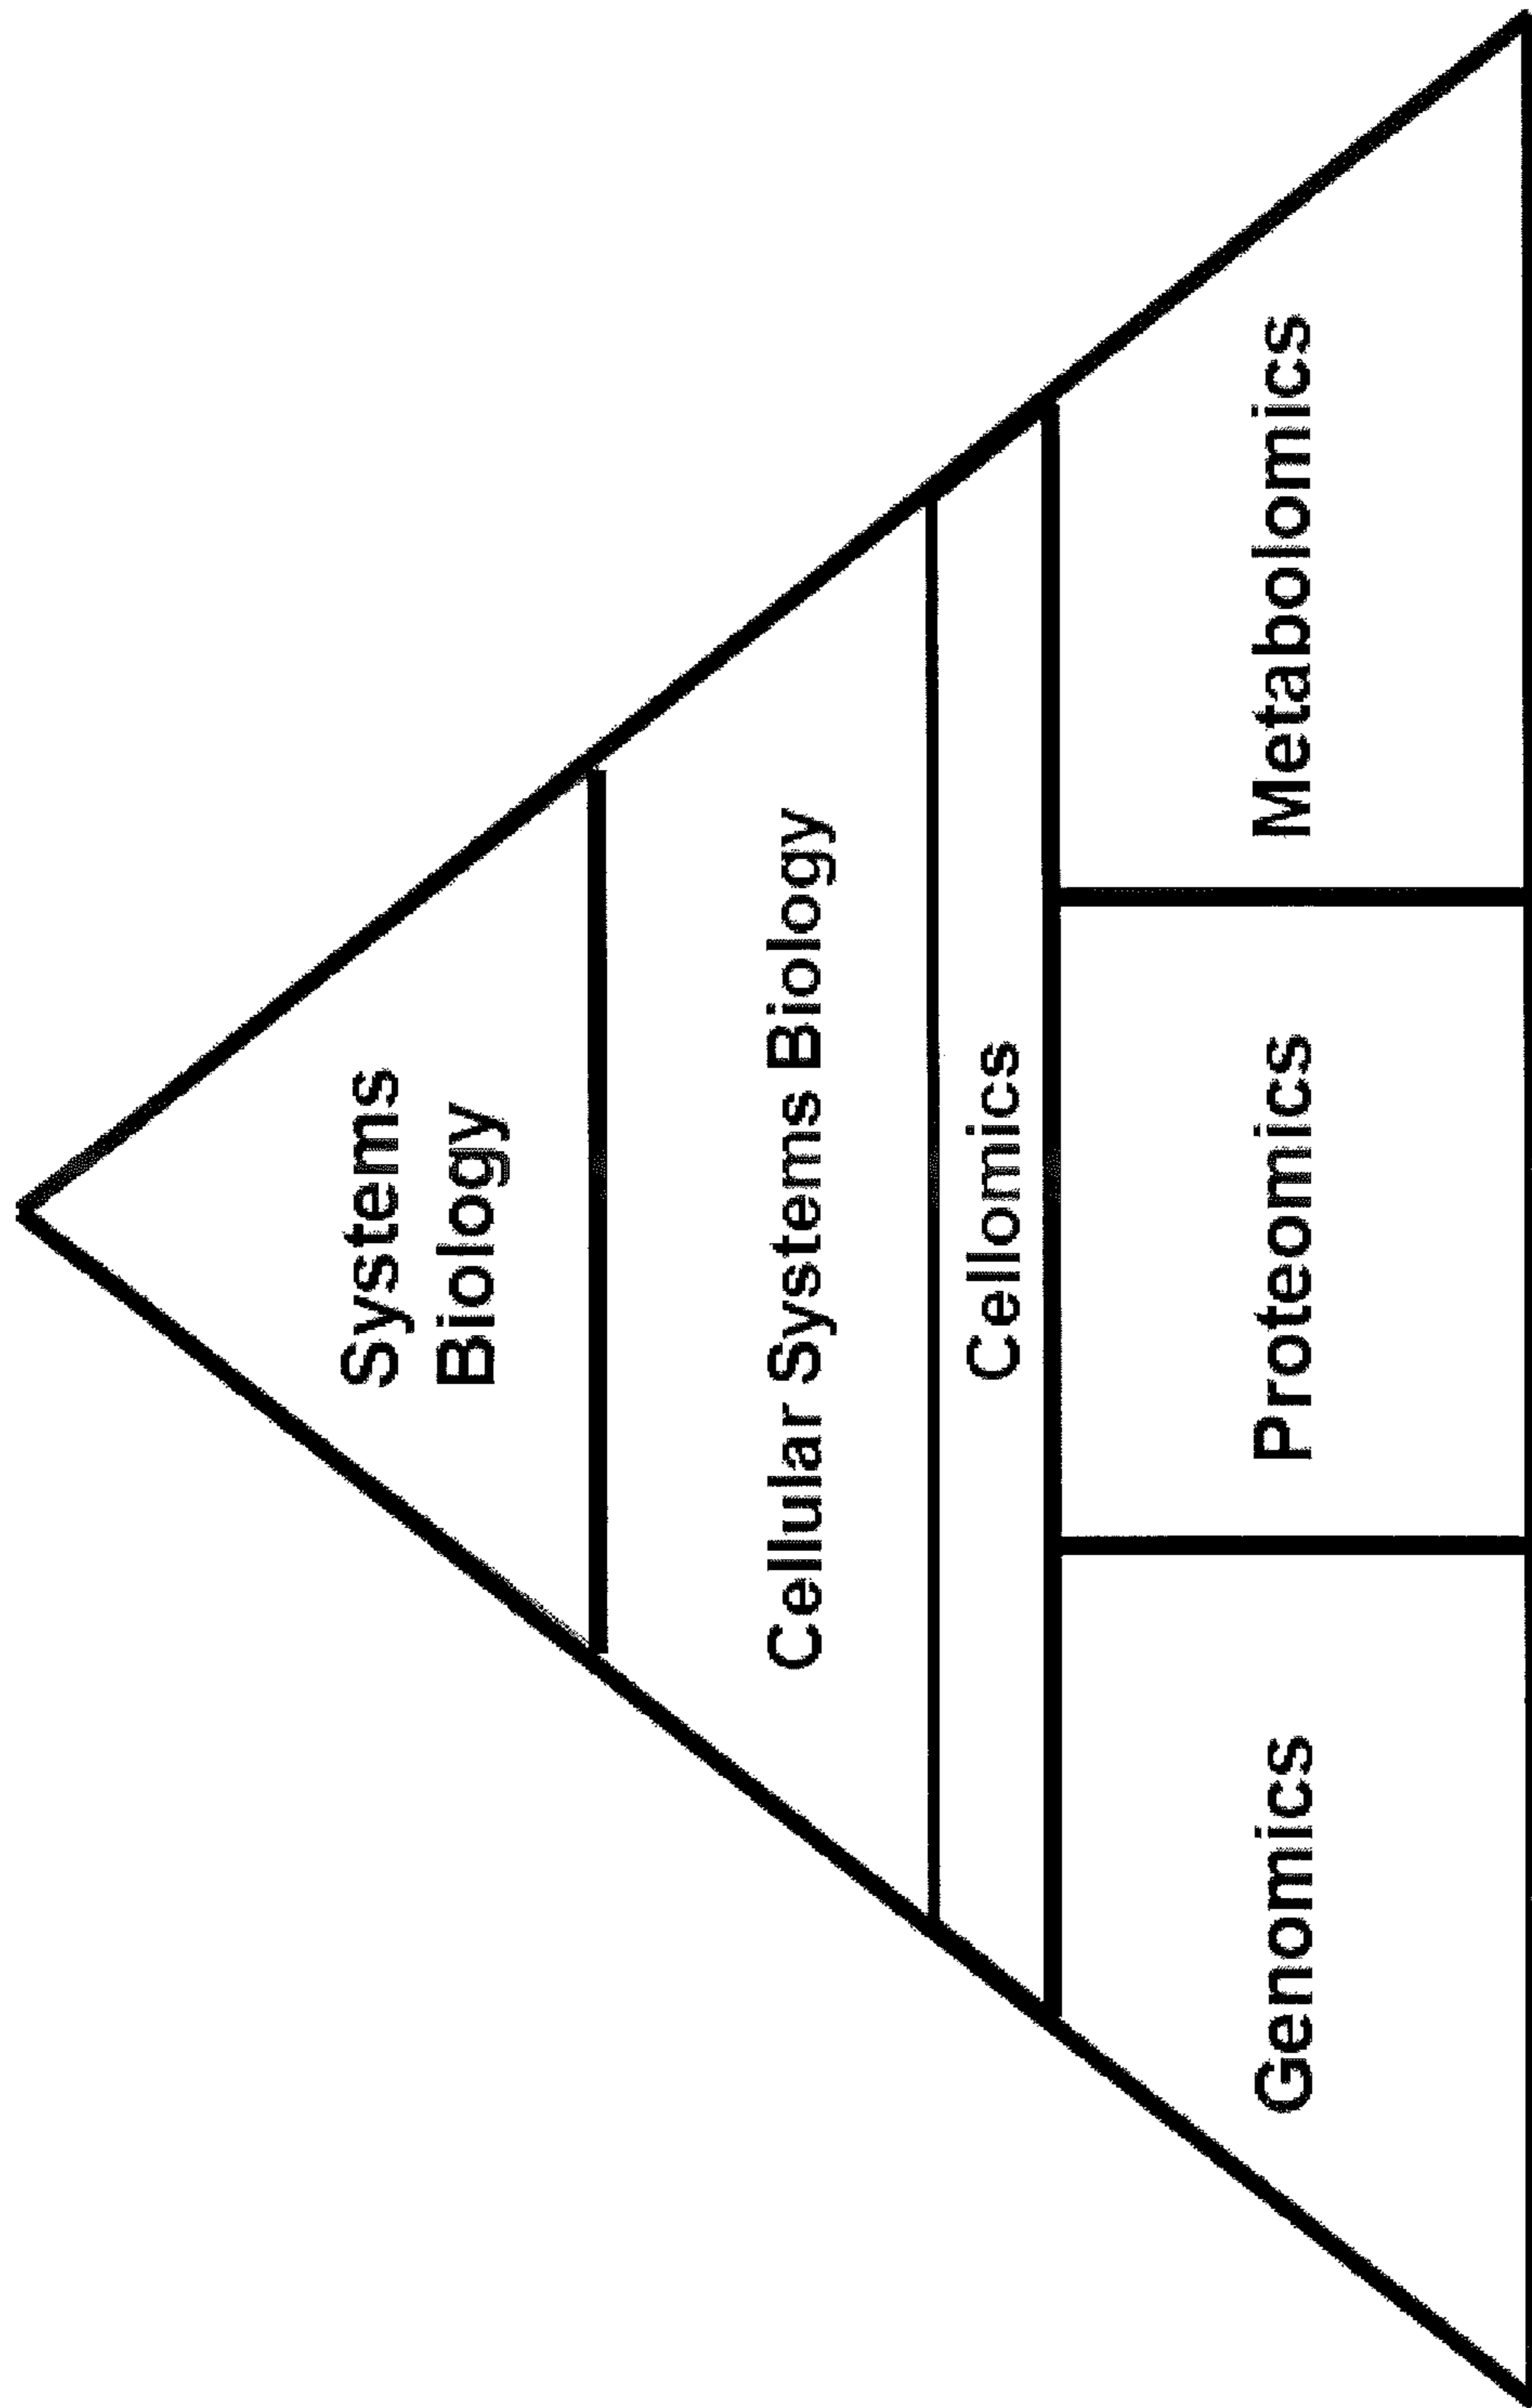 Systems
Biology
Cellular Systems Biology
Cellomics
Genomics
Proteomics
Metabolomics